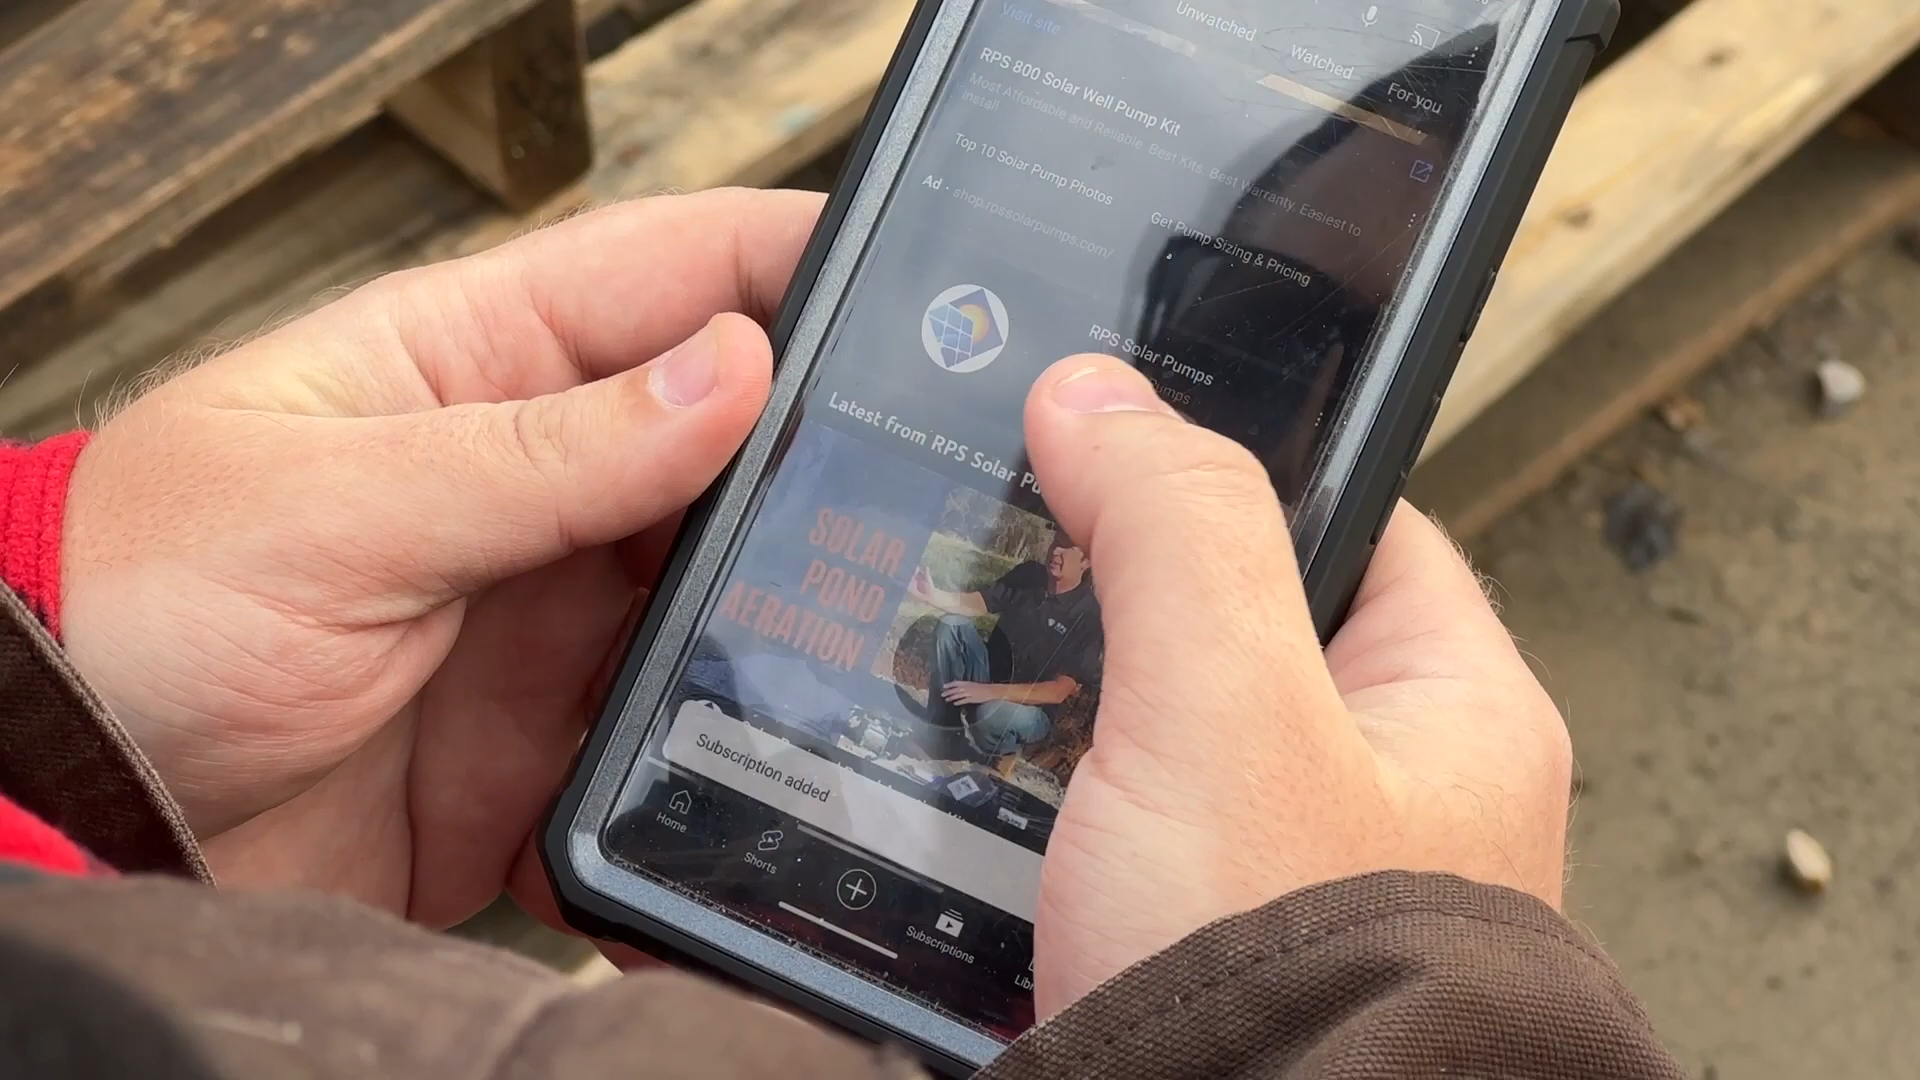 Unwatched
Watched
For you
Visit site
RPS 800 Solar Well Pump Kit
Most Affordable and Reliable. Best Kits. Best Warranty. Easiest to
install
Top 10 Solar Pump Photos
Get Pump Sizing & Pricing
Ad · shop.rpssolarpumps.com/
RPS Solar Pumps
Pumps
Latest from RPS Solar Pu
SOLAR
POND
AERATION
Subscription added
Home
Shorts
Subscriptions
Libr